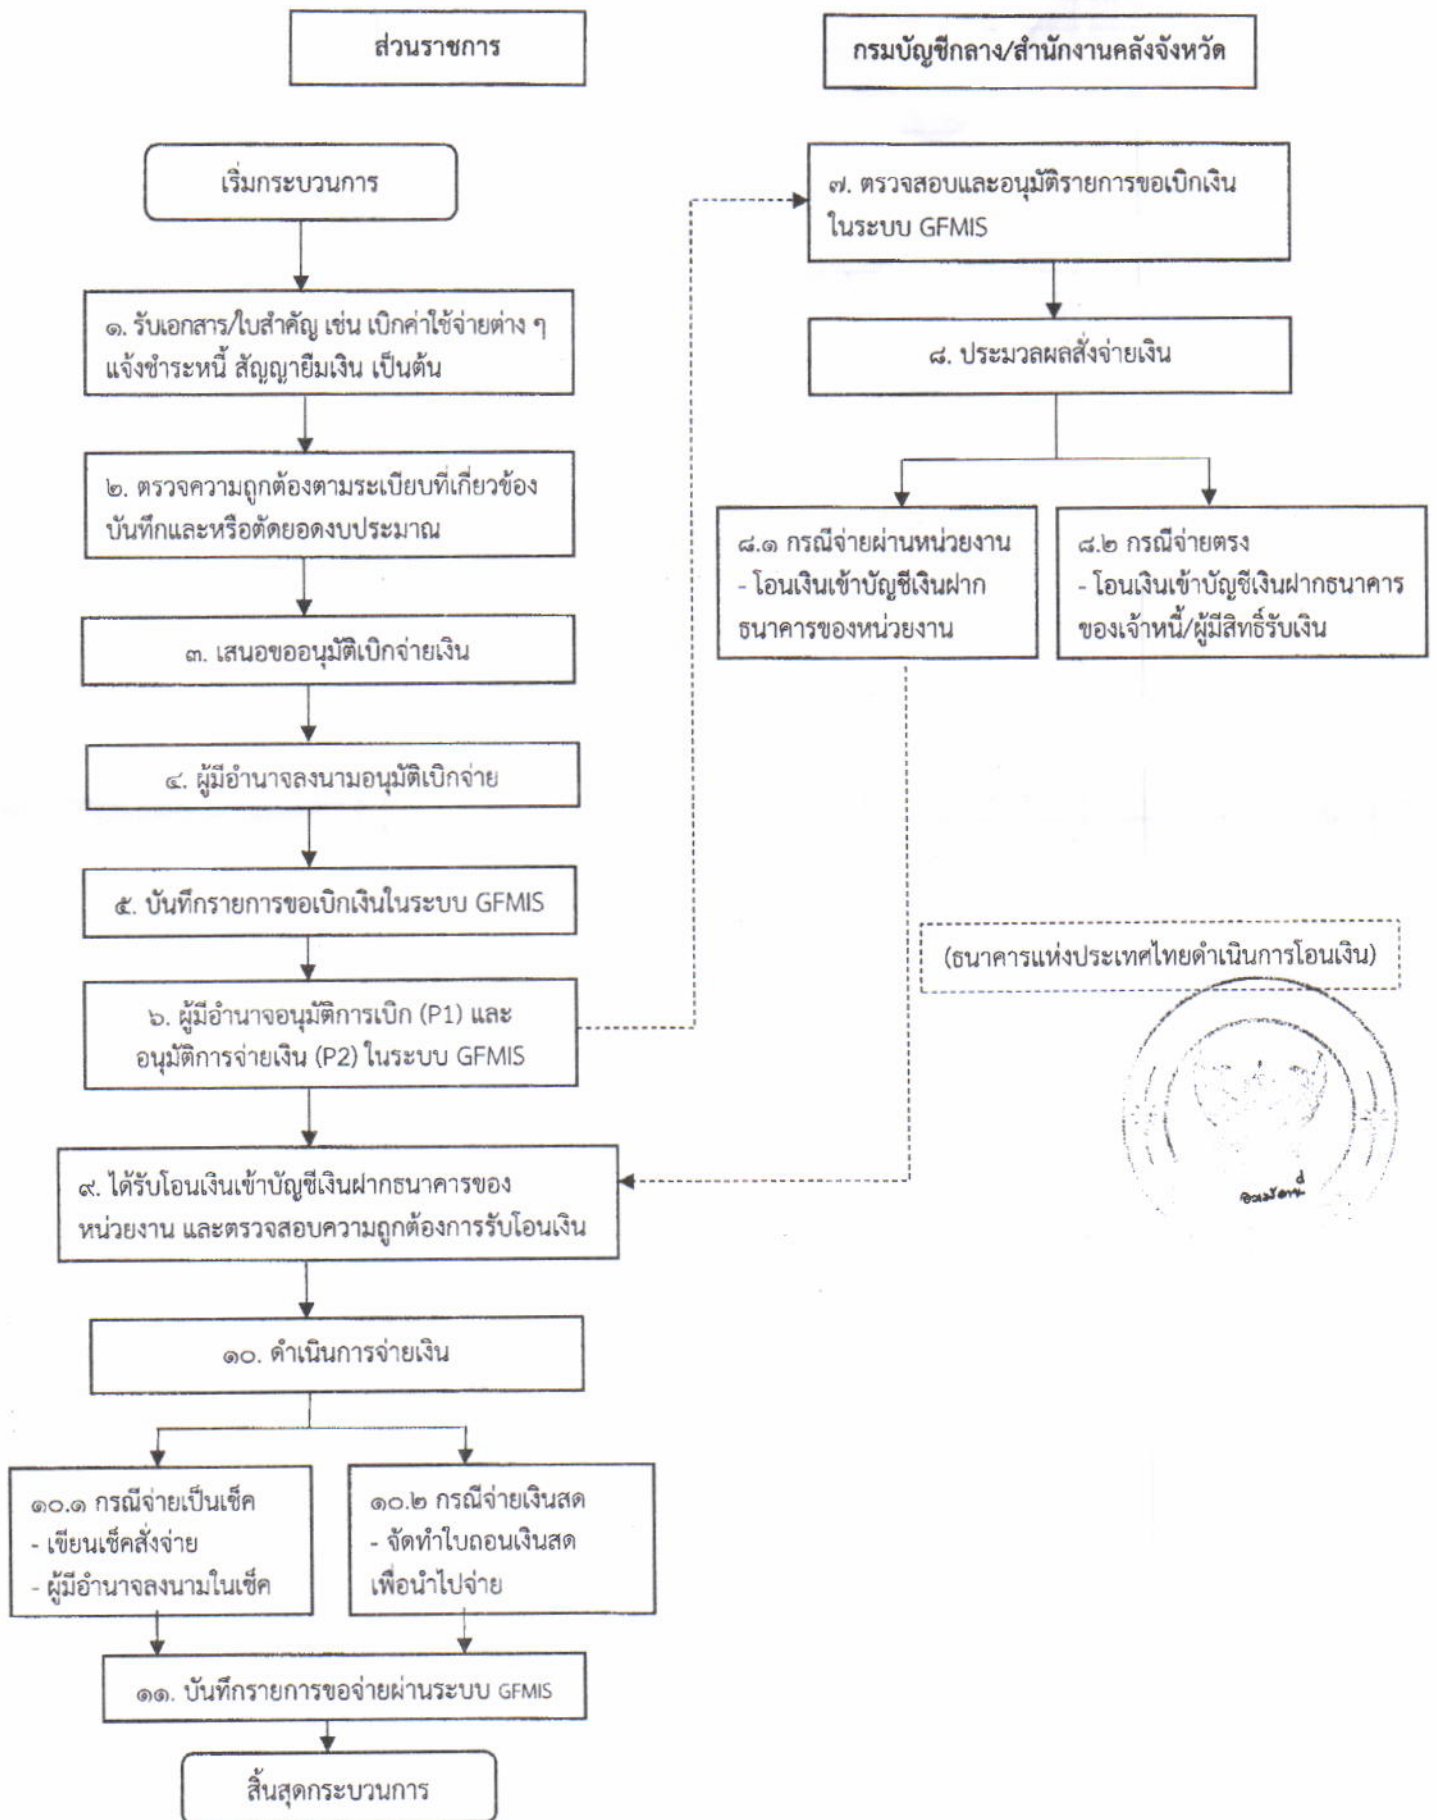 ส่วนราชการ
กรมบัญชีกลาง/สำนักงานคลังจังหวัด
เริ่มกระบวนการ
๑. รับเอกสาร/ใบสำคัญ เช่น เบิกค่าใช้จ่ายต่าง ๆ
แจ้งชำระหนี้ สัญญายืมเงิน เป็นต้น
๒. ตรวจความถูกต้องตามระเบียบที่เกี่ยวข้อง
บันทึกและหรือตัดยอดงบประมาณ
๓. เสนอขออนุมัติเบิกจ่ายเงิน
๔. ผู้มีอำนาจลงนามอนุมัติเบิกจ่าย
๕. บันทึกรายการขอเบิกเงินในระบบ GFMIS
๖. ผู้มีอำนาจอนุมัติการเบิก (P1) และ
อนุมัติการจ่ายเงิน (P2) ในระบบ GFMIS
๗. ตรวจสอบและอนุมัติรายการขอเบิกเงิน
ในระบบ GFMIS
๘. ประมวลผลสั่งจ่ายเงิน
๘.๑ กรณีจ่ายผ่านหน่วยงาน
- โอนเงินเข้าบัญชีเงินฝาก
ธนาคารของหน่วยงาน
๘.๒ กรณีจ่ายตรง
- โอนเงินเข้าบัญชีเงินฝากธนาคาร
ของเจ้าหนี้/ผู้มีสิทธิ์รับเงิน
(ธนาคารแห่งประเทศไทยดำเนินการโอนเงิน)
๙. ได้รับโอนเงินเข้าบัญชีเงินฝากธนาคารของ
หน่วยงาน และตรวจสอบความถูกต้องการรับโอนเงิน
๑๐. ดำเนินการจ่ายเงิน
๑๐.๑ กรณีจ่ายเป็นเช็ค
- เขียนเช็คสั่งจ่าย
- ผู้มีอำนาจลงนามในเช็ค
๑๐.๒ กรณีจ่ายเงินสด
- จัดทำใบถอนเงินสด
เพื่อนำไปจ่าย
๑๑. บันทึกรายการขอจ่ายผ่านระบบ GFMIS
สิ้นสุดกระบวนการ